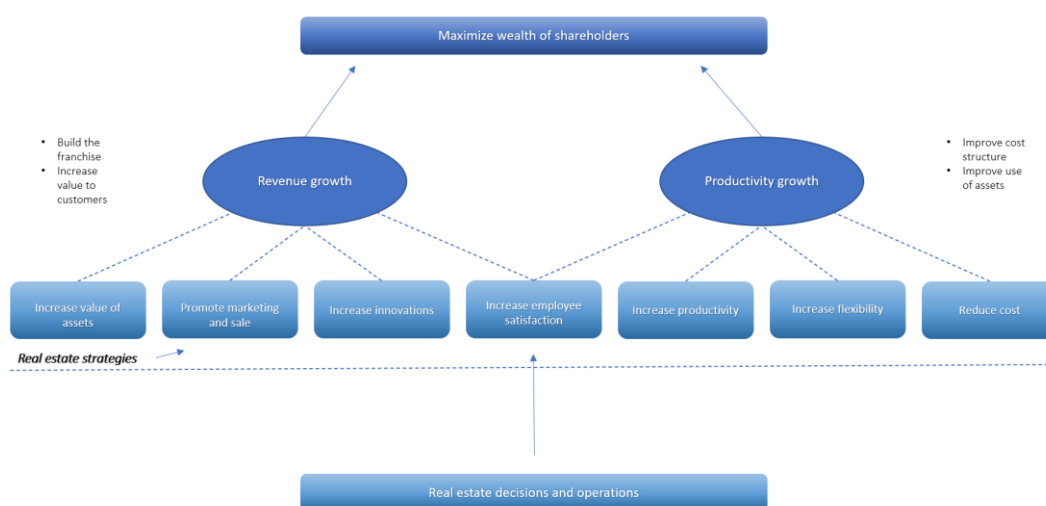 Maximize wealth of shareholders
• Build the
franchise
• Increase
value to
customers
Revenue growth
Productivity growth
• Improve cost
structure
• Improve use
of assets
Increase value of
assets
Promote marketing
and sale
Increase innovations
Increase employee
satisfaction
Increase productivity
Increase flexibility
Reduce cost
Real estate strategies
Real estate decisions and operations